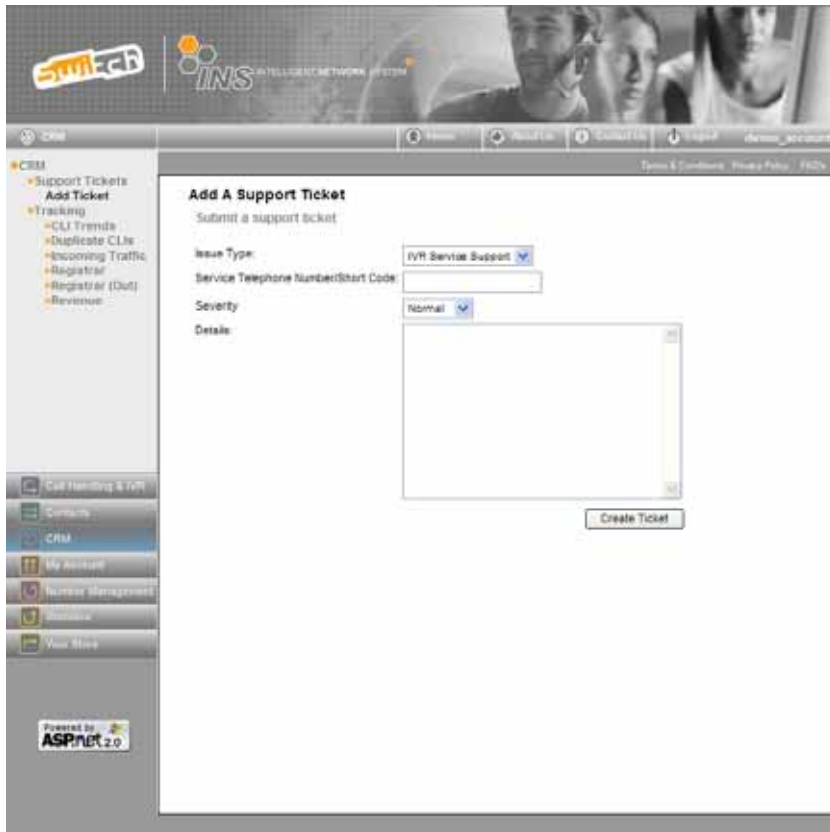 switch
INS INTELLIGENT NETWORK SYSTEM
CRM
Home
About Us
Contact Us
Logout
demo_account
Terms & Conditions Privacy Policy FAQ's
CRM
Support Tickets
Add Ticket
Tracking
CLI Trends
Duplicate CLIs
Incoming Traffic
Registrar
Registrar (Out)
Revenue
Add A Support Ticket
Submit a support ticket
Issue Type:
IVR Service Support
Service Telephone Number/Short Code:
Severity
Normal
Details:
Create Ticket
Call Handling & IVR
Contacts
CRM
My Account
Number Management
Statistics
Your Store
Powered by
ASP.net 2.0